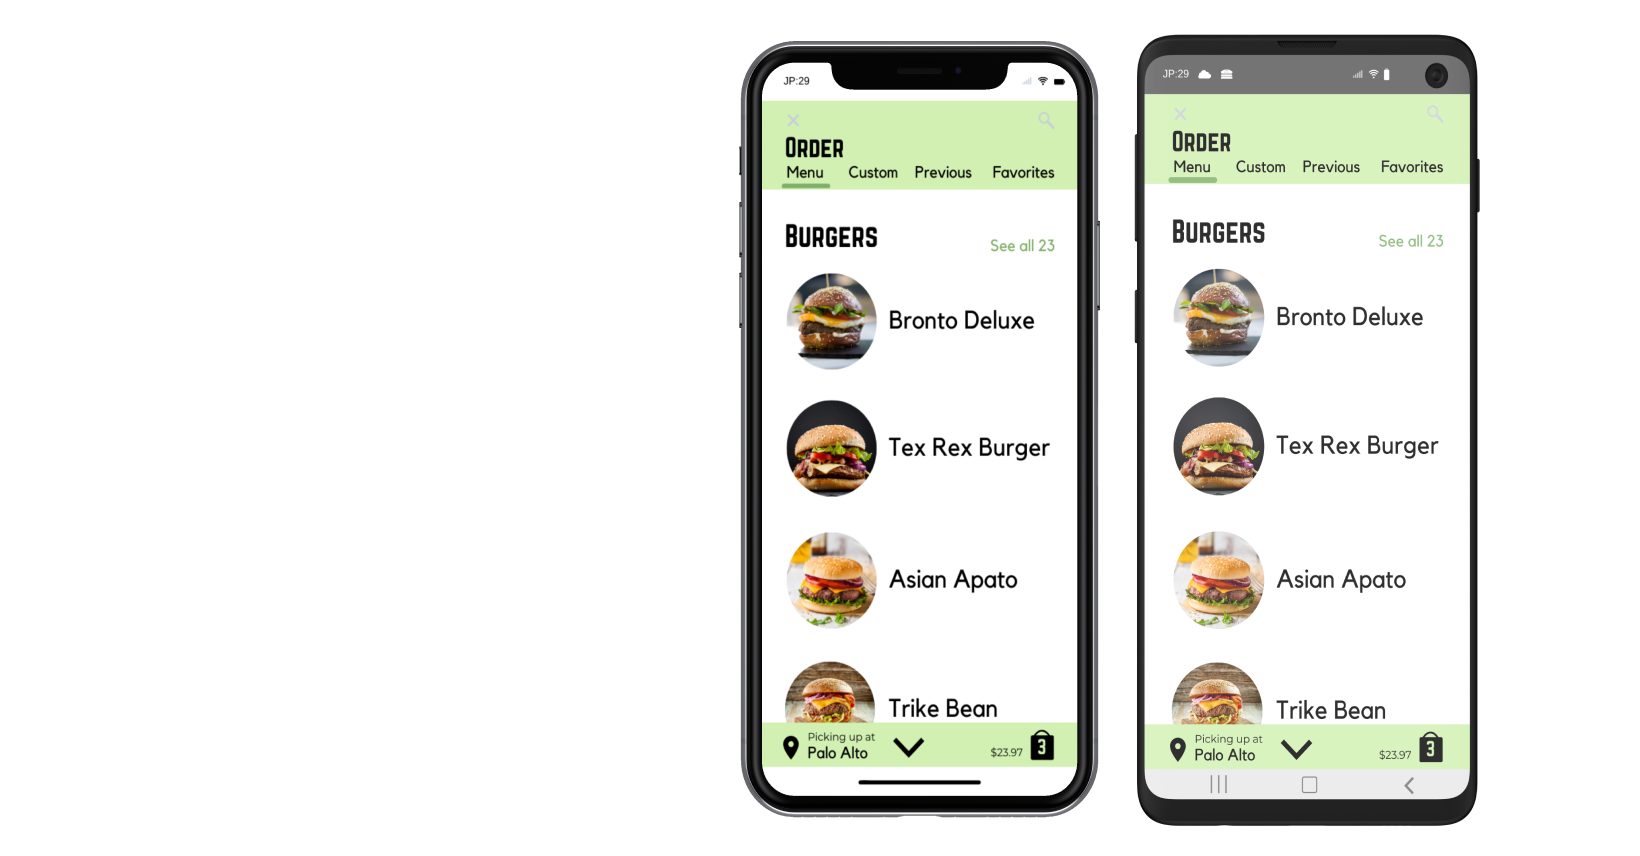 JP:29
ORDER
Menu Custom Previous Favorites
BURGERS
See all 23
Bronto Deluxe
Tex Rex Burger
Asian Apato
Trike Bean
Picking up at
Palo Alto
$23.97
3
JP:29
ORDER
Menu Custom Previous Favorites
BURGERS
See all 23
Bronto Deluxe
Tex Rex Burger
Asian Apato
Trike Bean
Picking up at
Palo Alto
$23.97
3